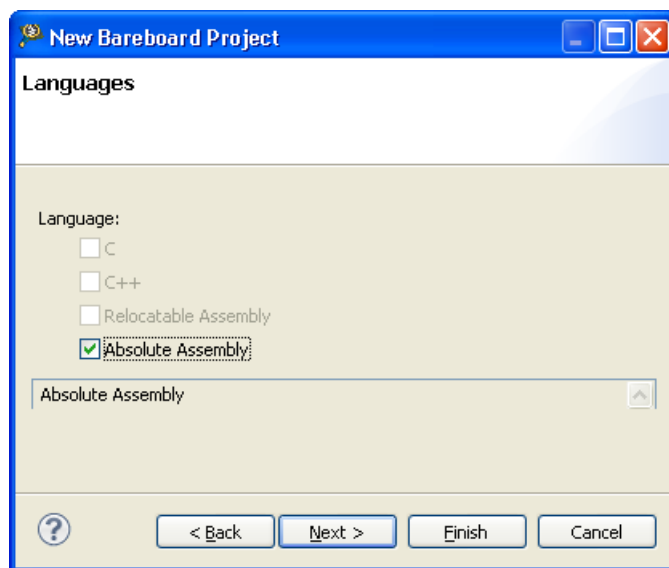 New Bareboard Project
Languages
Language:
C
C++
Relocatable Assembly
Absolute Assembly
Absolute Assembly
?
< Back Next > Finish Cancel